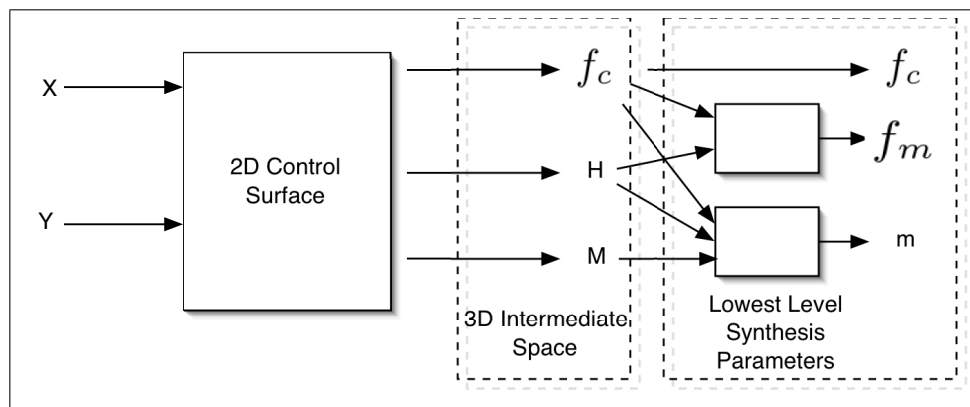 X
Y
2D Control
Surface
f_c
H
M
3D Intermediate
Space
f_c
f_m
m
Lowest Level
Synthesis
Parameters